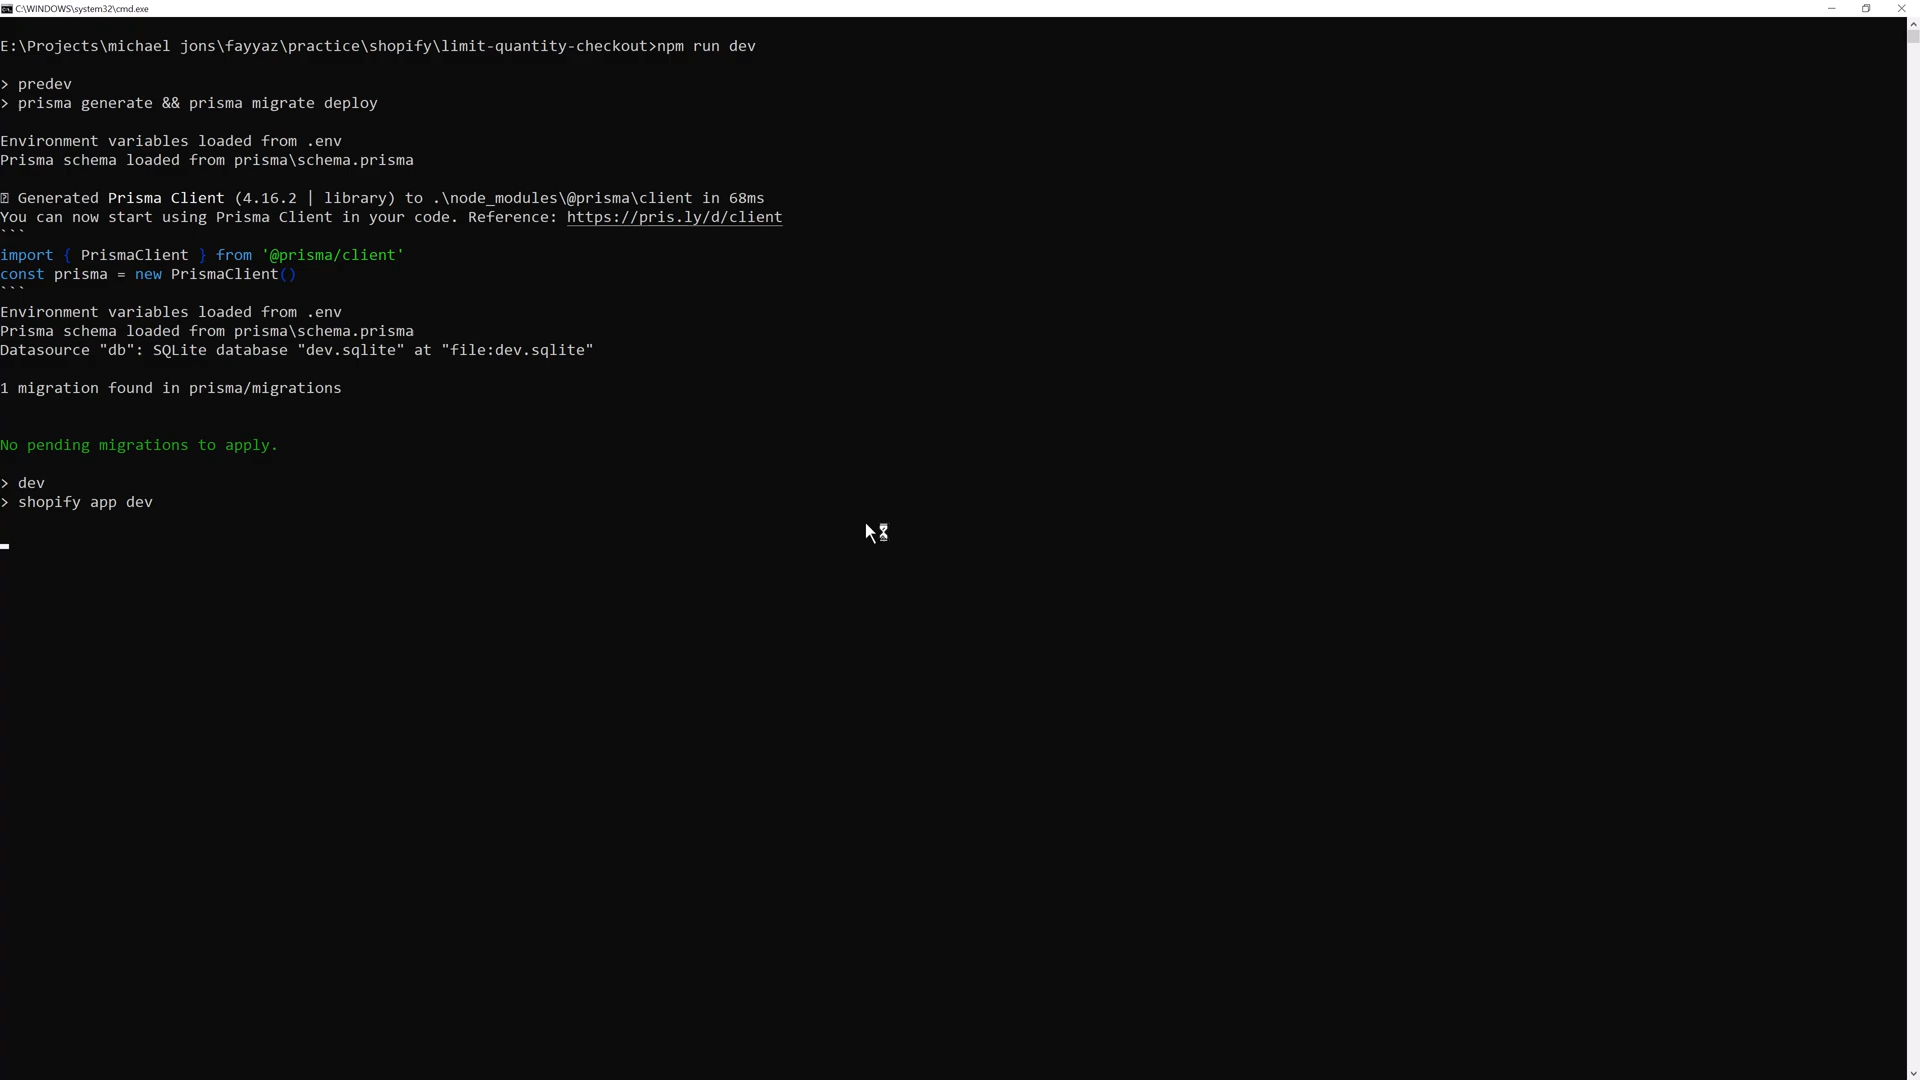 C:\WINDOWS\system32\cmd.exe
E:\Projects\michael jons\fayyaz\practice\shopify\limit-quantity-checkout>npm run dev
> predev
> prisma generate && prisma migrate deploy
Environment variables loaded from .env
Prisma schema loaded from prisma\schema.prisma
Generated Prisma Client (4.16.2 | library) to .\node_modules\@prisma\client in 68ms
You can now start using Prisma Client in your code. Reference: https://pris.ly/d/client
```
import { PrismaClient } from '@prisma/client'
const prisma = new PrismaClient()
```
Environment variables loaded from .env
Prisma schema loaded from prisma\schema.prisma
Datasource "db": SQLite database "dev.sqlite" at "file:dev.sqlite"
1 migration found in prisma/migrations
No pending migrations to apply.
> dev
> shopify app dev